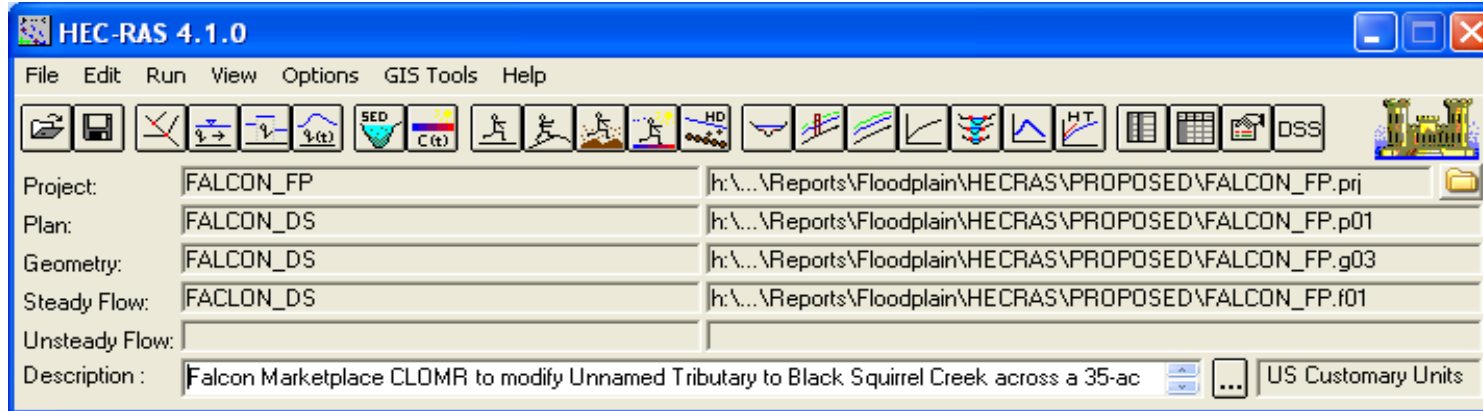 HEC-RAS 4.1.0
File Edit Run View Options GIS Tools Help
SED C(t) HD HT DSS
Project: FALCON_FP h:\...\Reports\Floodplain\HECRAS\PROPOSED\FALCON_FP.prj
Plan: FALCON_DS h:\...\Reports\Floodplain\HECRAS\PROPOSED\FALCON_FP.p01
Geometry: FALCON_DS h:\...\Reports\Floodplain\HECRAS\PROPOSED\FALCON_FP.g03
Steady Flow: FACLON_DS h:\...\Reports\Floodplain\HECRAS\PROPOSED\FALCON_FP.f01
Unsteady Flow:
Description : Falcon Marketplace CLOMR to modify Unnamed Tributary to Black Squirrel Creek across a 35-ac ... US Customary Units